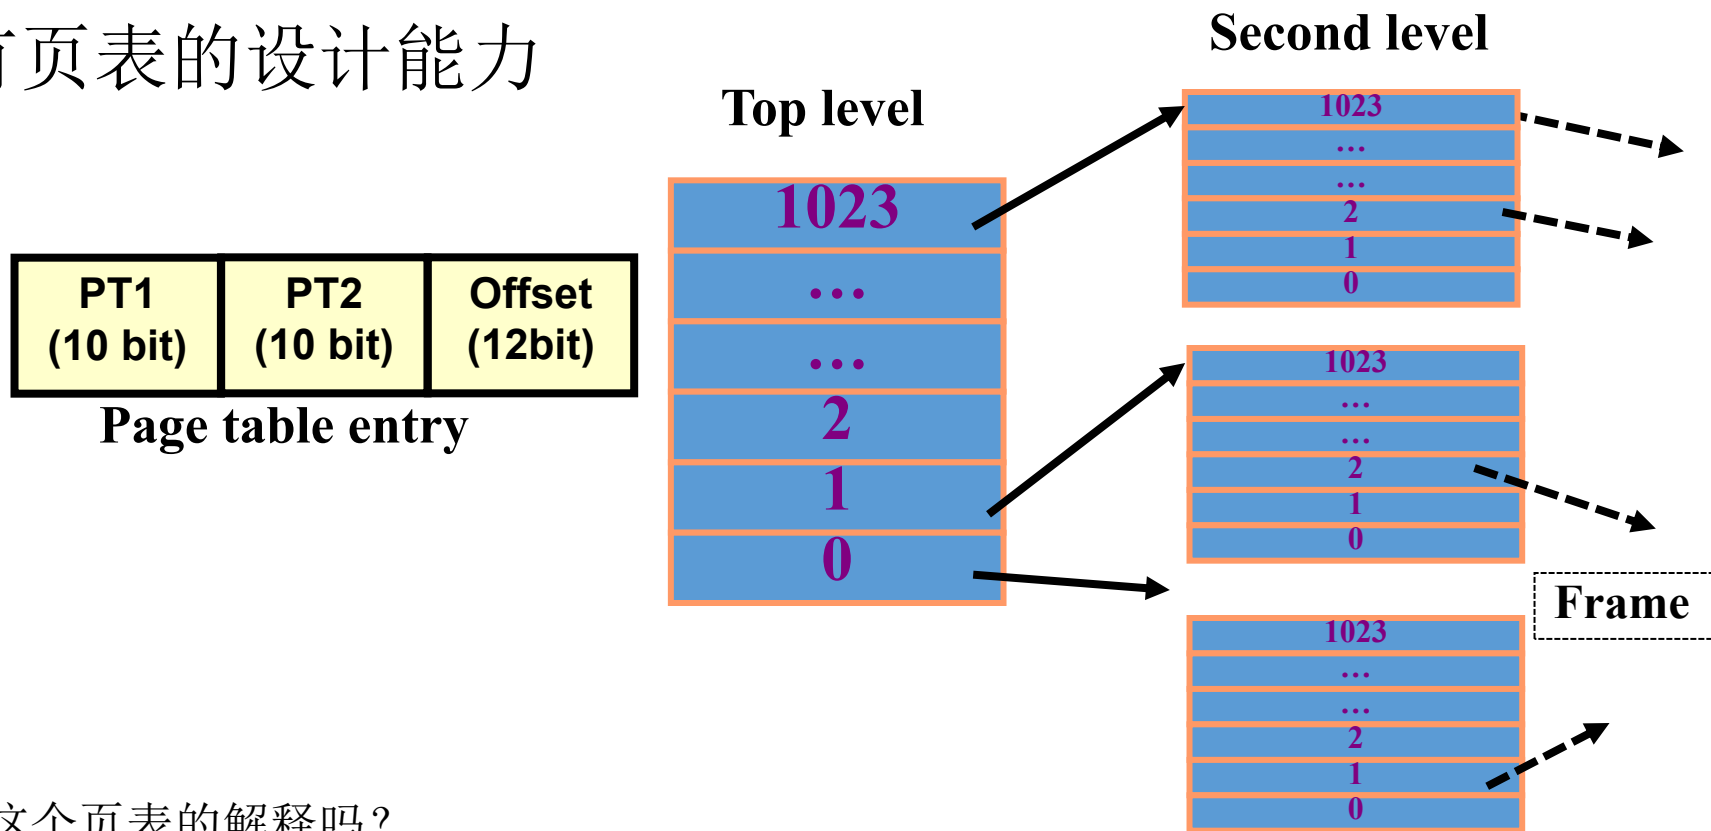 页表的设计能力
Second level
Top level
PT1
(10 bit)
PT2
(10 bit)
Offset
(12bit)
Page table entry
1023
…
…
2
1
0
1023
…
…
2
1
0
1023
…
…
2
1
0
1023
…
…
2
1
0
Frame
这个页表的解释吗?